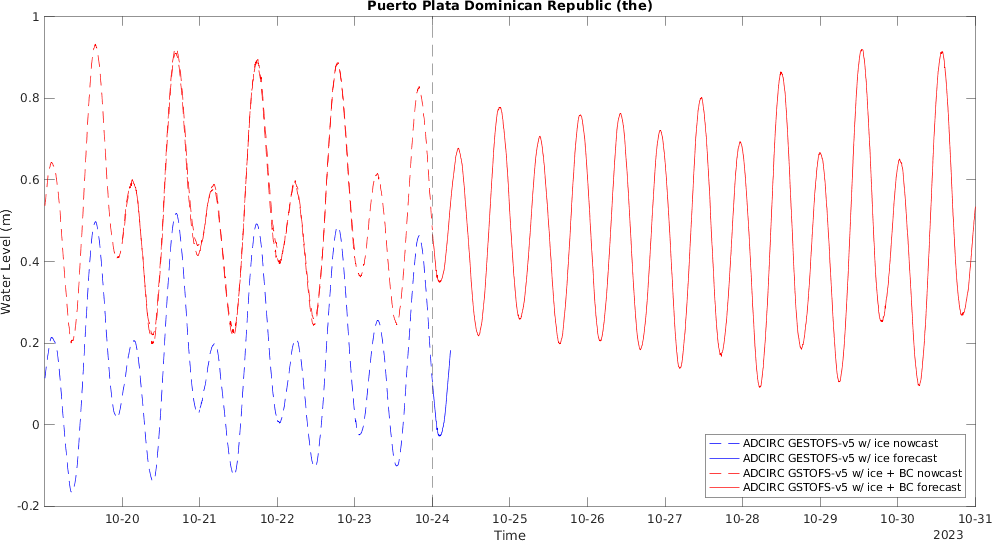 Puerto Plata Dominican Republic (the)
1
0.8
0.6
0.4
0.2
0
-0.2
Water Level (m)
10-20
10-21
10-22
10-23
10-24
10-25
10-26
10-27
10-28
10-29
10-30
10-31
Time
2023
ADCIRC GESTOFS-v5 w/ ice nowcast
ADCIRC GESTOFS-v5 w/ ice forecast
ADCIRC GSTOFS-v5 w/ ice + BC nowcast
ADCIRC GSTOFS-v5 w/ ice + BC forecast